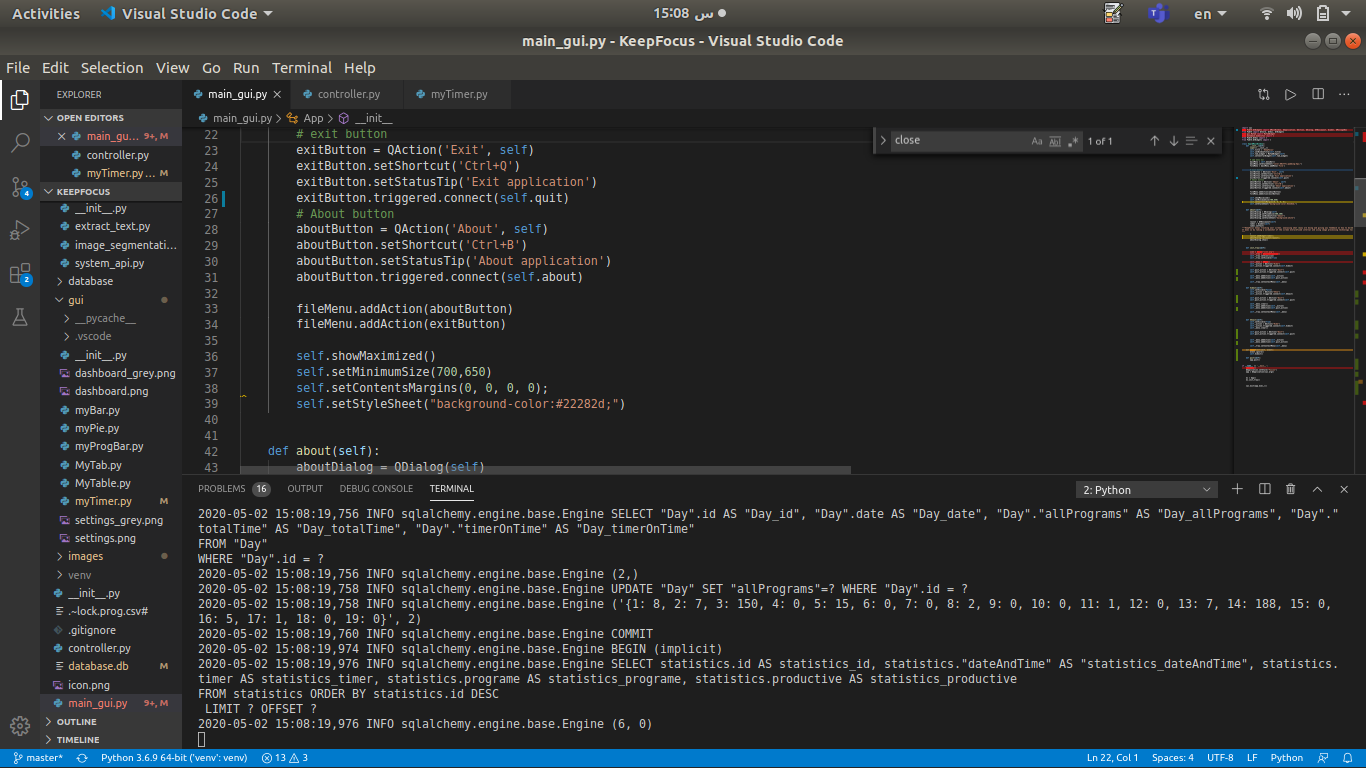 Activities
Visual Studio Code
15:08 س
en
main_gui.py - KeepFocus - Visual Studio Code
File Edit Selection View Go Run Terminal Help
EXPLORER
OPEN EDITORS
main_gu... 9+, M
controller.py
myTimer.py ... M
KEEPFOCUS
__init__.py
extract_text.py
image_segmentati...
system_api.py
database
gui
__pycache__
.vscode
__init__.py
dashboard_grey.png
dashboard.png
myBar.py
myPie.py
myProgBar.py
MyTab.py
MyTable.py
myTimer.py M
settings_grey.png
settings.png
images
venv
__init__.py
.~lock.prog.csv#
.gitignore
controller.py
database.db M
icon.png
main_gui.py 9+, M
OUTLINE
TIMELINE
4
2
main_gui.py controller.py myTimer.py
main_gui.py > App > __init__
close
Aa Abl .* 1 of 1
22 # exit button
23 exitButton = QAction('Exit', self)
24 exitButton.setShortcut('Ctrl+Q')
25 exitButton.setStatusTip('Exit application')
26 exitButton.triggered.connect(self.quit)
27 # About button
28 aboutButton = QAction('About', self)
29 aboutButton.setShortcut('Ctrl+B')
30 aboutButton.setStatusTip('About application')
31 aboutButton.triggered.connect(self.about)
32
33 fileMenu.addAction(aboutButton)
34 fileMenu.addAction(exitButton)
35
36 self.showMaximized()
37 self.setMinimumSize(700,650)
38 self.setContentsMargins(0, 0, 0, 0);
39 self.setStyleSheet("background-color:#22282d;")
40
41
42 def about(self):
43 aboutDialog = QDialog(self)
PROBLEMS 16 OUTPUT DEBUG CONSOLE TERMINAL
2: Python
2020-05-02 15:08:19,756 INFO sqlalchemy.engine.base.Engine SELECT "Day".id AS "Day_id", "Day".date AS "Day_date", "Day"."allPrograms" AS "Day_allPrograms", "Day"."
totalTime" AS "Day_totalTime", "Day"."timerOnTime" AS "Day_timerOnTime"
FROM "Day"
WHERE "Day".id = ?
2020-05-02 15:08:19,756 INFO sqlalchemy.engine.base.Engine (2,)
2020-05-02 15:08:19,758 INFO sqlalchemy.engine.base.Engine UPDATE "Day" SET "allPrograms"=? WHERE "Day".id = ?
2020-05-02 15:08:19,758 INFO sqlalchemy.engine.base.Engine ('{1: 8, 2: 7, 3: 150, 4: 0, 5: 15, 6: 0, 7: 0, 8: 2, 9: 0, 10: 0, 11: 1, 12: 0, 13: 7, 14: 188, 15: 0,
16: 5, 17: 1, 18: 0, 19: 0}', 2)
2020-05-02 15:08:19,760 INFO sqlalchemy.engine.base.Engine COMMIT
2020-05-02 15:08:19,974 INFO sqlalchemy.engine.base.Engine BEGIN (implicit)
2020-05-02 15:08:19,976 INFO sqlalchemy.engine.base.Engine SELECT statistics.id AS statistics_id, statistics."dateAndTime" AS "statistics_dateAndTime", statistics.
timer AS statistics_timer, statistics.programe AS statistics_programe, statistics.productive AS statistics_productive
FROM statistics ORDER BY statistics.id DESC
LIMIT ? OFFSET ?
2020-05-02 15:08:19,976 INFO sqlalchemy.engine.base.Engine (6, 0)
master* Python 3.6.9 64-bit ('venv': venv) 13 3 Ln 22, Col 1 Spaces: 4 UTF-8 LF Python